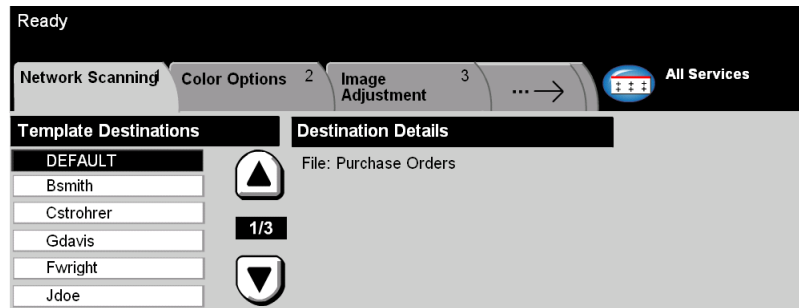 Ready
Network Scanning 1
Color Options 2
Image Adjustment 3
...
All Services
Template Destinations
Destination Details
DEFAULT
File: Purchase Orders
Bsmith
Cstrohrer
1/3
Gdavis
Fwright
Jdoe